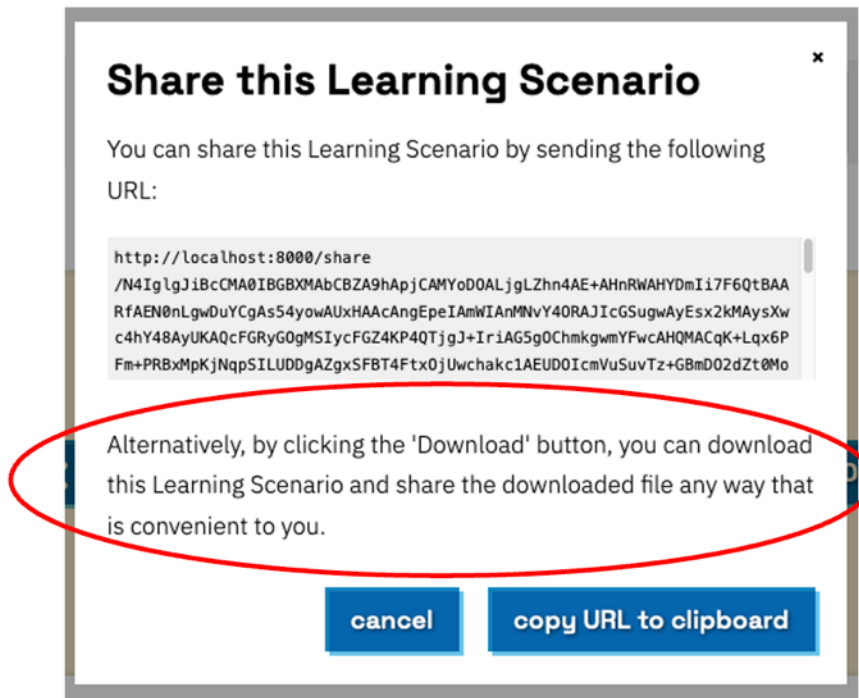 Share this Learning Scenario
×
You can share this Learning Scenario by sending the following
URL:
http://localhost:8000/share
/N4IglgJiBcCMA0IBGBXMAbCBZA9hApjCAMYoDOALjgLZhn4AE+AHnRWAHYDmIi7F6QtBAA
RfAEN0nLgwDuYCgAs54yowAUxHAAcAngEpeIAmWIAnMNvY4ORAJIcGSugwAyEsx2kMAysXw
c4hY48AyUKAQcFGRyGOgMSIycFGZ4KP4QTjgJ+IriAG5gOChmkgwmYFwcAHQMACqK+Lqx6P
Fm+PRBxMpKjNqpSILUDDgAZgxSFBT4FtxOjUwchakc1AEUDOIcmVuSuvTz+GBmDO2dZt0Mo
Alternatively, by clicking the 'Download' button, you can download
this Learning Scenario and share the downloaded file any way that
is convenient to you.
cancel
copy URL to clipboard